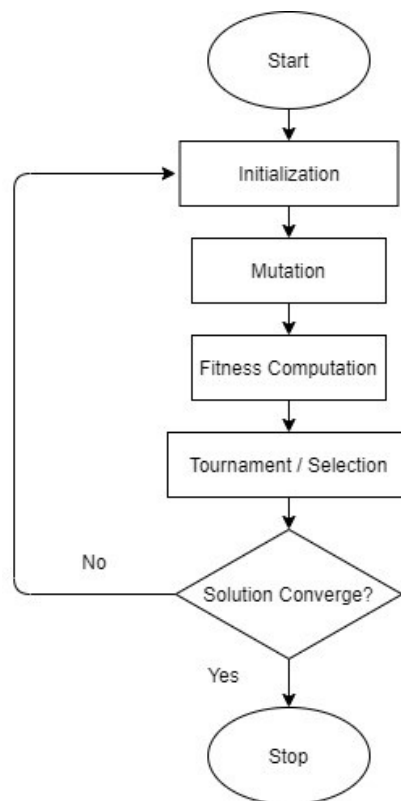 Start
Initialization
Mutation
Fitness Computation
Tournament / Selection
Solution Converge?
No
Yes
Stop